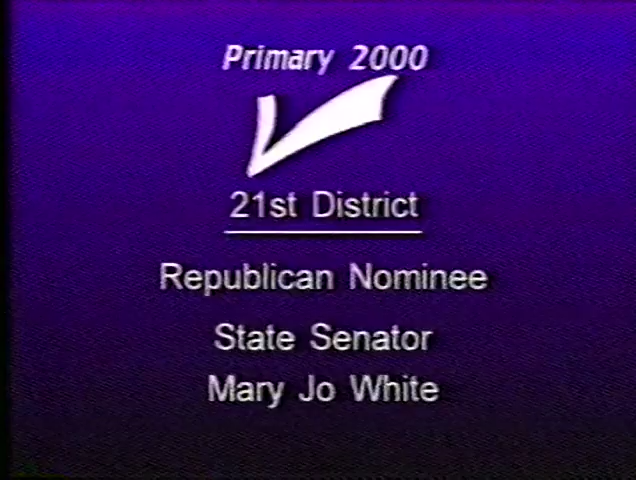 Primary 2000
21st District
Republican Nominee
State Senator
Mary Jo White